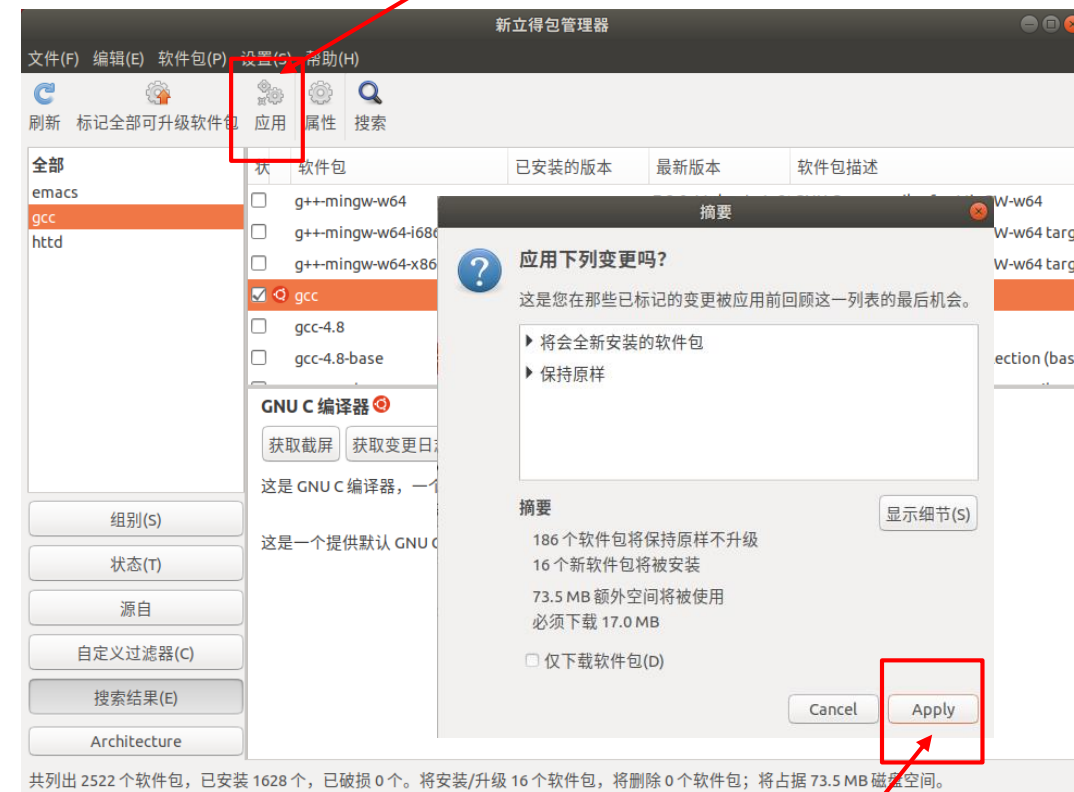 新立得包管理器
文件(F) 编辑(E) 软件包(P) 设置(S) 帮助(H)
刷新 标记全部可升级软件包 应用 属性 搜索
全部
emacs
gcc
httd
状 软件包 已安装的版本 最新版本 软件包描述
g++-mingw-w64 W-w64
g++-mingw-w64-i686 W-w64 targ
g++-mingw-w64-x86 W-w64 targ
gcc
gcc-4.8
gcc-4.8-base ection (bas
GNU C 编译器
获取截屏 获取变更日志
这是 GNU C 编译器，一个
这是一个提供默认 GNU C
组别(S)
状态(T)
源自
自定义过滤器(C)
搜索结果(E)
Architecture
摘要
应用下列变更吗？
这是您在那些已标记的变更被应用前回顾这一列表的最后机会。
将会全新安装的软件包
保持原样
摘要
显示细节(S)
186 个软件包将保持原样不升级
16 个新软件包将被安装
73.5 MB 额外空间将被使用
必须下载 17.0 MB
仅下载软件包(D)
Cancel Apply
共列出 2522 个软件包，已安装 1628 个，已破损 0 个。将安装/升级 16 个软件包，将删除 0 个软件包；将占据 73.5 MB 磁盘空间。